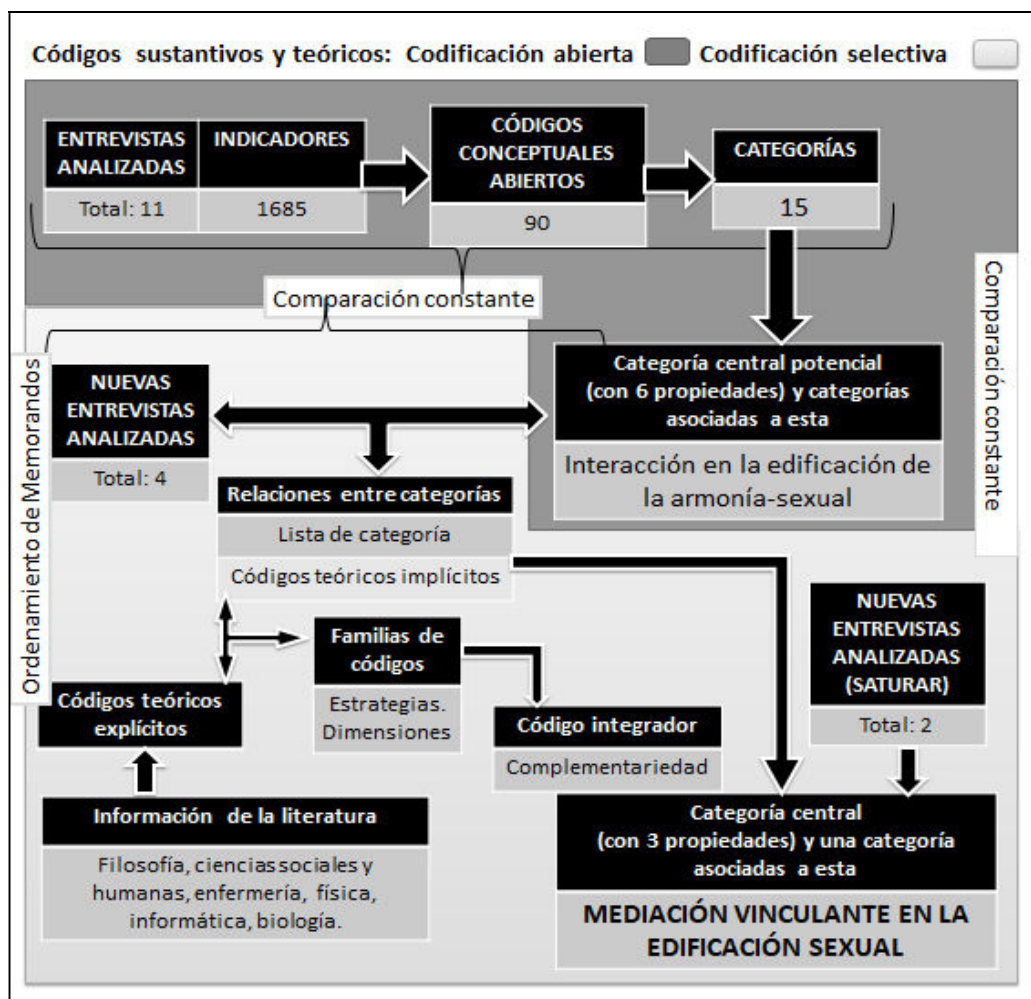 Códigos sustantivos y teóricos: Codificación abierta Codificación selectiva
ENTREVISTAS
ANALIZADAS
Total: 11
INDICADORES
1685
CÓDIGOS
CONCEPTUALES
ABIERTOS
90
CATEGORÍAS
15
Comparación constante
Comparación constante
Ordenamiento de Memorandos
NUEVAS
ENTREVISTAS
ANALIZADAS
Total: 4
Categoría central potencial
(con 6 propiedades) y categorías
asociadas a esta
Interacción en la edificación de
la armonía-sexual
Relaciones entre categorías
Lista de categoría
Códigos teóricos implícitos
Familias de
códigos
Estrategias.
Dimensiones
Códigos teóricos
explícitos
Código integrador
Complementariedad
NUEVAS
ENTREVISTAS
ANALIZADAS
(SATURAR)
Total: 2
Información de la literatura
Filosofía, ciencias sociales y
humanas, enfermería, física,
informática, biología.
Categoría central
(con 3 propiedades) y una categoría
asociadas a esta
MEDIACIÓN VINCULANTE EN LA
EDIFICACIÓN SEXUAL